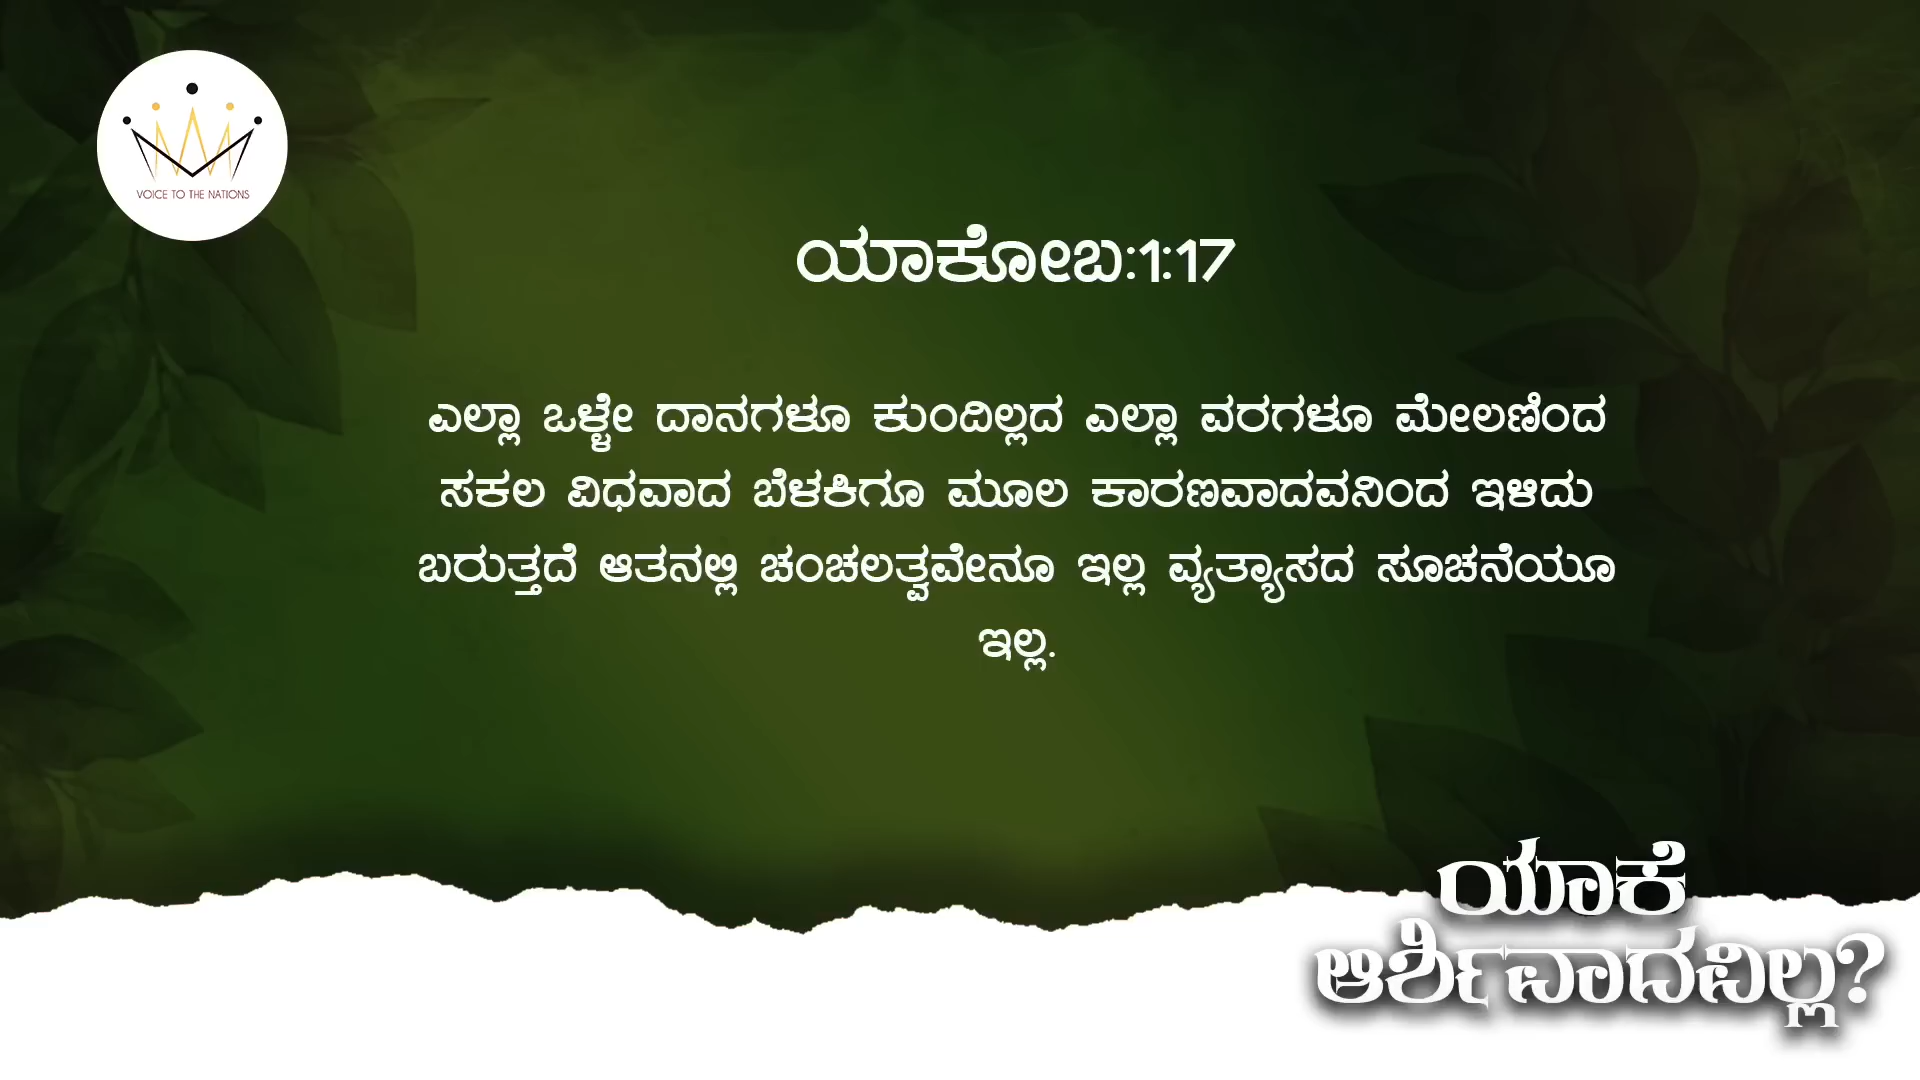 VOICE TO THE NATIONS
ಯಾಕೋಬ:1:17
ಎಲ್ಲಾ ಒಳ್ಳೇ ದಾನಗಳೂ ಕುಂದಿಲ್ಲದ ಎಲ್ಲಾ ವರಗಳೂ ಮೇಲಣಿಂದ
ಸಕಲ ವಿಧವಾದ ಬೆಳಕಿಗೂ ಮೂಲ ಕಾರಣವಾದವನಿಂದ ಇಳಿದು
ಬರುತ್ತದೆ ಆತನಲ್ಲಿ ಚಂಚಲತ್ವವೇನೂ ಇಲ್ಲ ವ್ಯತ್ಯಾಸದ ಸೂಚನೆಯೂ
ಇಲ್ಲ.
ಯಾಕೆ
ಆರ್ಶೀವಾದವಿಲ್ಲ?